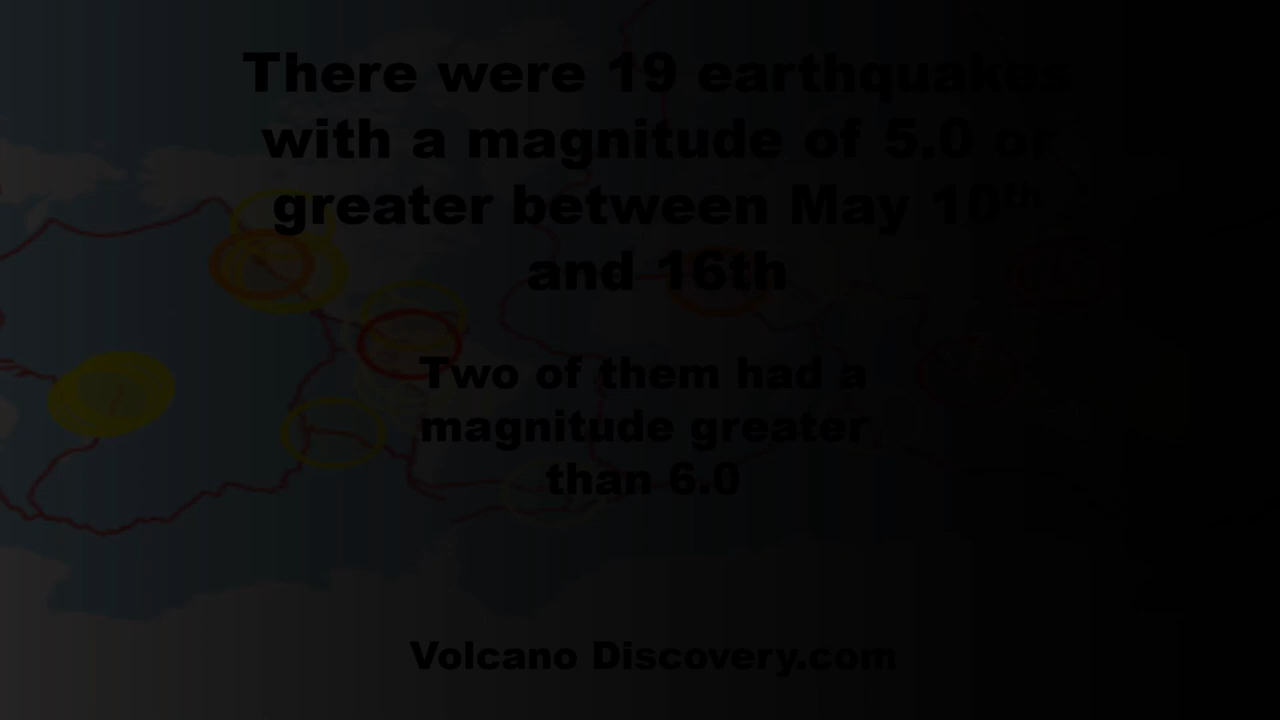 There were 19 earthquakes
with a magnitude of 5.0 or
greater between May 10th
and 16th
Two of them had a
magnitude greater
than 6.0
Volcano Discovery.com